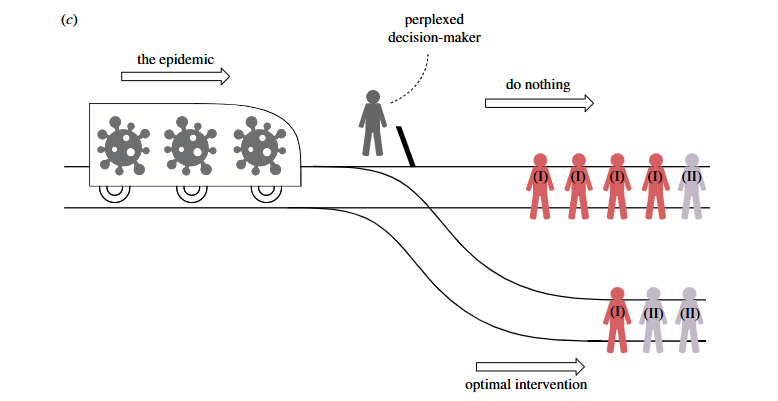 (c)
perplexed
decision-maker
the epidemic
do nothing
(I) (I) (I) (I) (II)
(I) (II) (II)
optimal intervention